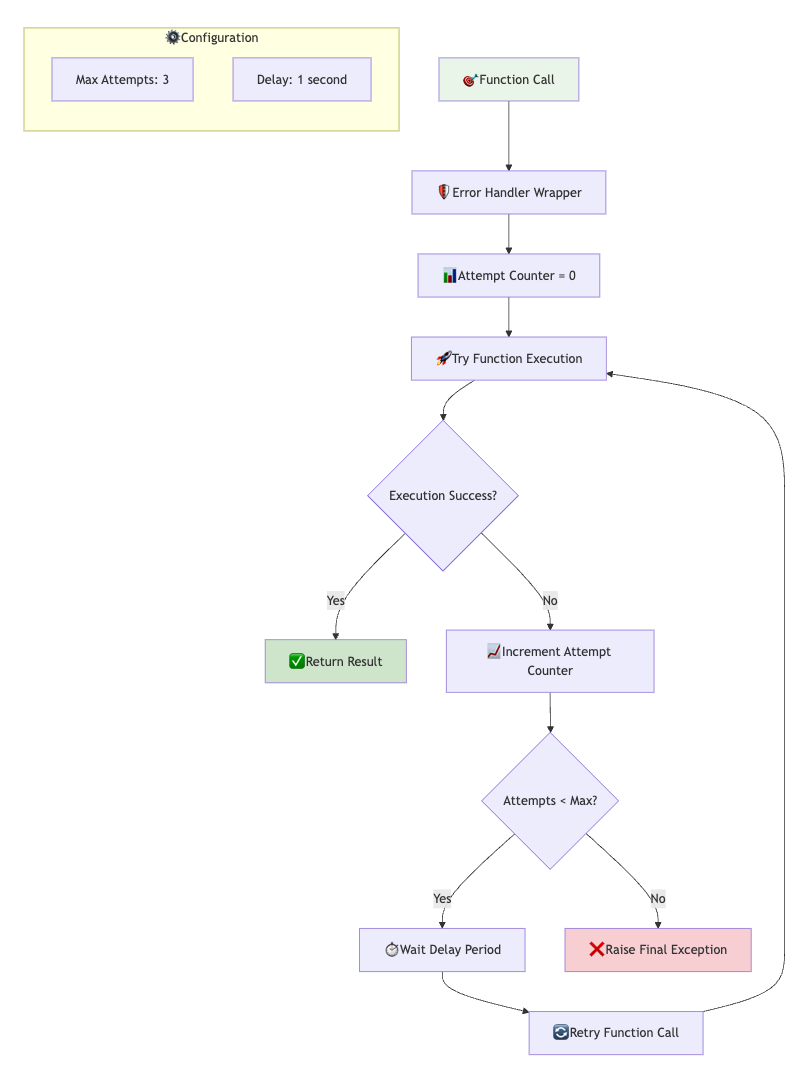 ⚙️Configuration
Max Attempts: 3
Delay: 1 second
🎯Function Call
🛡️Error Handler Wrapper
📊Attempt Counter = 0
🚀Try Function Execution
Execution Success?
Yes
No
✅Return Result
📈Increment Attempt
Counter
Attempts < Max?
Yes
No
⏱️Wait Delay Period
❌Raise Final Exception
🔄Retry Function Call